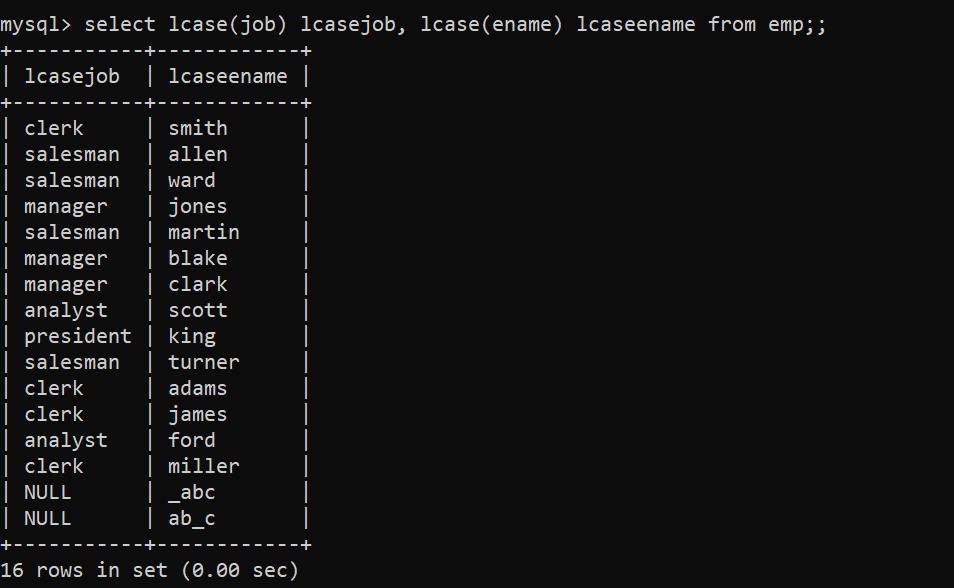 mysql> select lcase(job) lcasejob, lcase(ename) lcaseename from emp;;
+-----------+------------+
| lcasejob  | lcaseename |
+-----------+------------+
| clerk     | smith      |
| salesman  | allen      |
| salesman  | ward       |
| manager   | jones      |
| salesman  | martin     |
| manager   | blake      |
| manager   | clark      |
| analyst   | scott      |
| president | king       |
| salesman  | turner     |
| clerk     | adams      |
| clerk     | james      |
| analyst   | ford       |
| clerk     | miller     |
| NULL      | _abc       |
| NULL      | ab_c       |
+-----------+------------+
16 rows in set (0.00 sec)